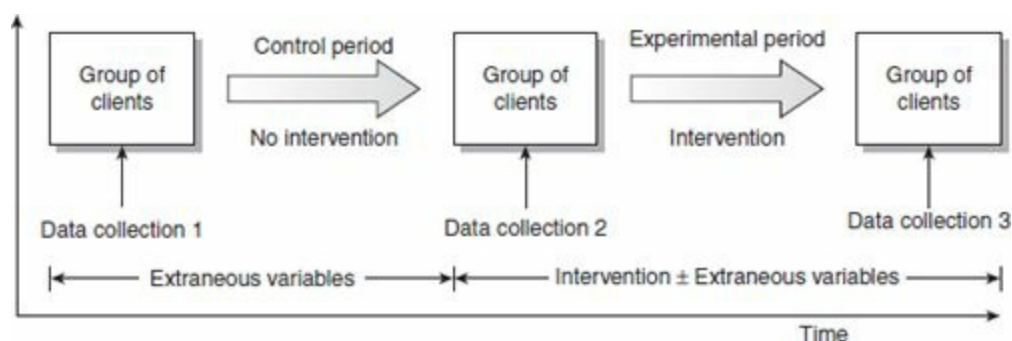 Group of
clients
Control period
No intervention
Group of
clients
Experimental period
Intervention
Group of
clients
Data collection 1
Data collection 2
Data collection 3
Extraneous variables
Intervention ± Extraneous variables
Time